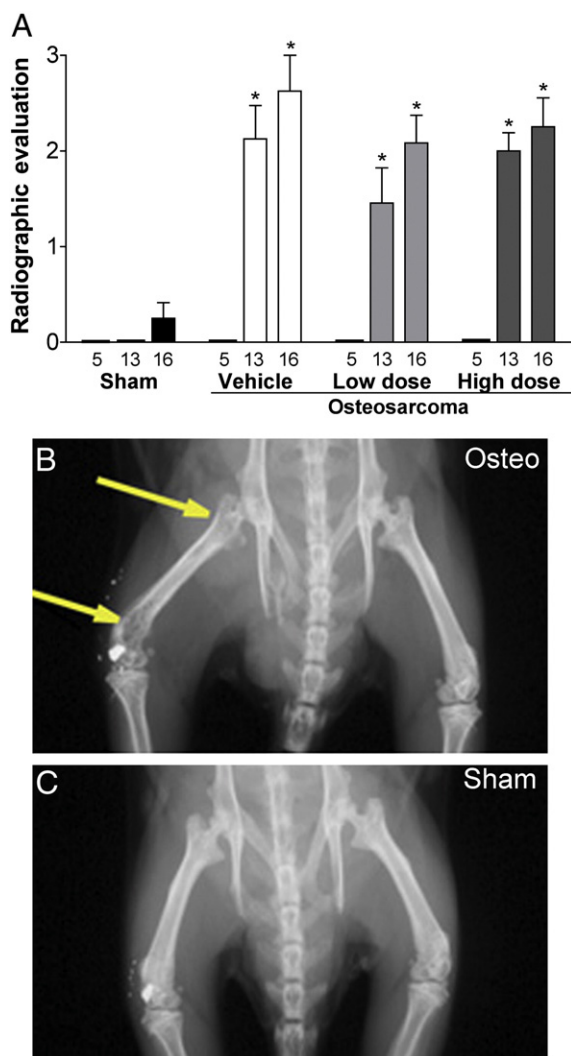 A
Radiographic evaluation
3
2
1
0
* * * * * *
5 13 16 5 13 16 5 13 16 5 13 16
Sham Vehicle Low dose High dose
Osteosarcoma
B Osteo
C Sham